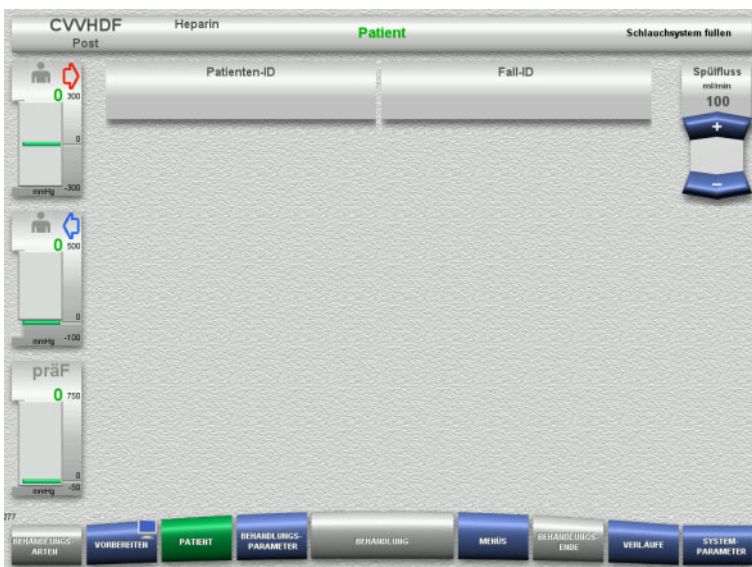 CVVHDF
Post
Heparin
Patient
Schlauchsystem füllen
0
300
0
-300
mmHg
Patienten-ID
Fall-ID
Spülfluss
ml/min
100
+
–
0
500
0
-100
mmHg
präF
0
750
0
-50
mmHg
277
BEHANDLUNGS-
ARTEN
VORBEREITEN
PATIENT
BEHANDLUNGS-
PARAMETER
BEHANDLUNG
MENÜS
BEHANDLUNGS-
ENDE
VERLÄUFE
SYSTEM-
PARAMETER